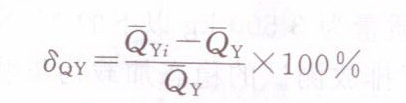 δ_QY = (Q̄_Yi − Q̄_Y) / Q̄_Y × 100%